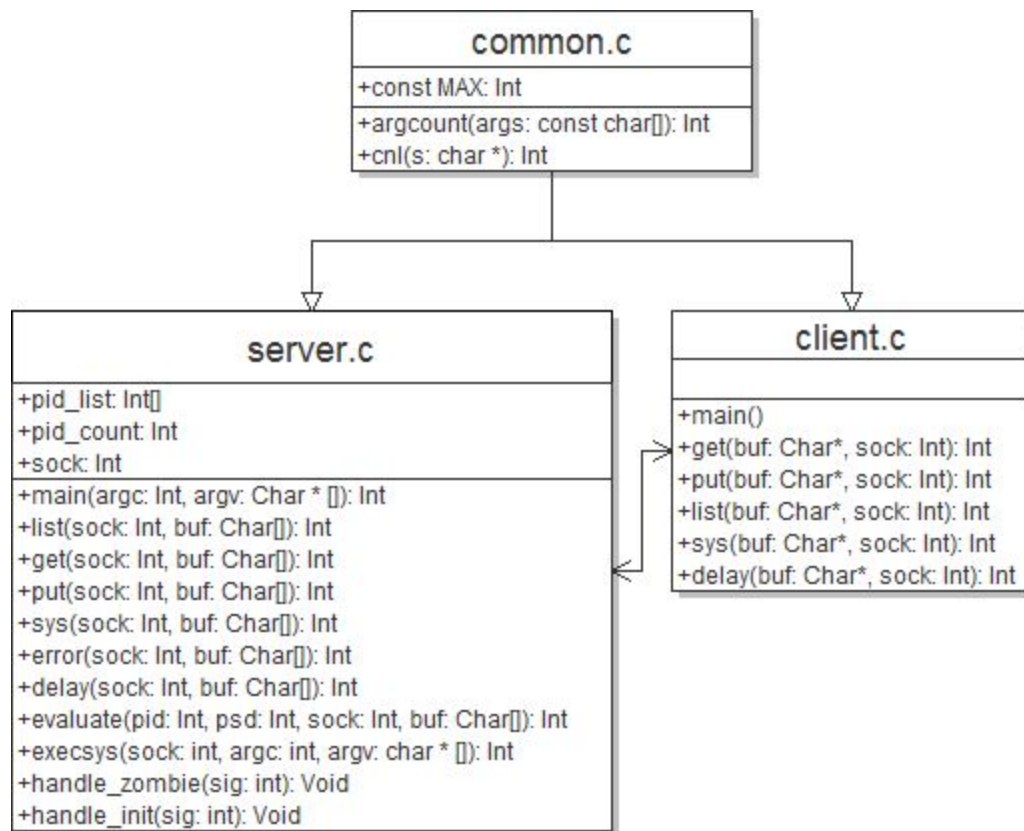 common.c
+const MAX: Int
+argcount(args: const char[]): Int
+cnl(s: char *): Int
server.c
+pid_list: Int[]
+pid_count: Int
+sock: Int
+main(argc: Int, argv: Char * []): Int
+list(sock: Int, buf: Char[]): Int
+get(sock: Int, buf: Char[]): Int
+put(sock: Int, buf: Char[]): Int
+sys(sock: Int, buf: Char[]): Int
+error(sock: Int, buf: Char[]): Int
+delay(sock: Int, buf: Char[]): Int
+evaluate(pid: Int, psd: Int, sock: Int, buf: Char[]): Int
+execsys(sock: int, argc: int, argv: char * []): Int
+handle_zombie(sig: int): Void
+handle_init(sig: int): Void
client.c
+main()
+get(buf: Char*, sock: Int): Int
+put(buf: Char*, sock: Int): Int
+list(buf: Char*, sock: Int): Int
+sys(buf: Char*, sock: Int): Int
+delay(buf: Char*, sock: Int): Int